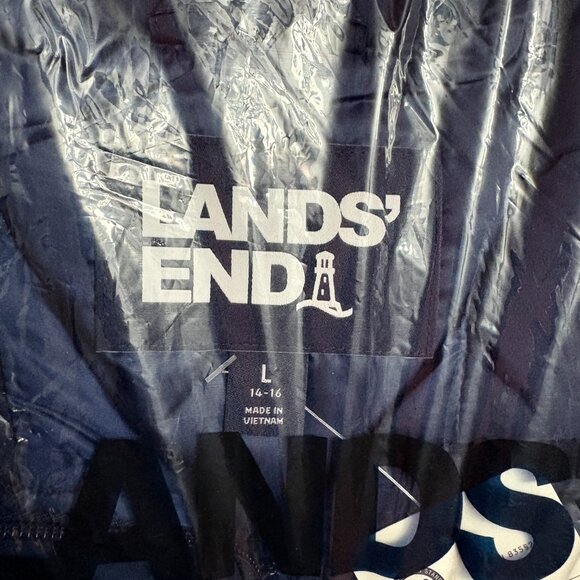 LANDS'
END
L
14-16
MADE IN
VIETNAM
ANDS